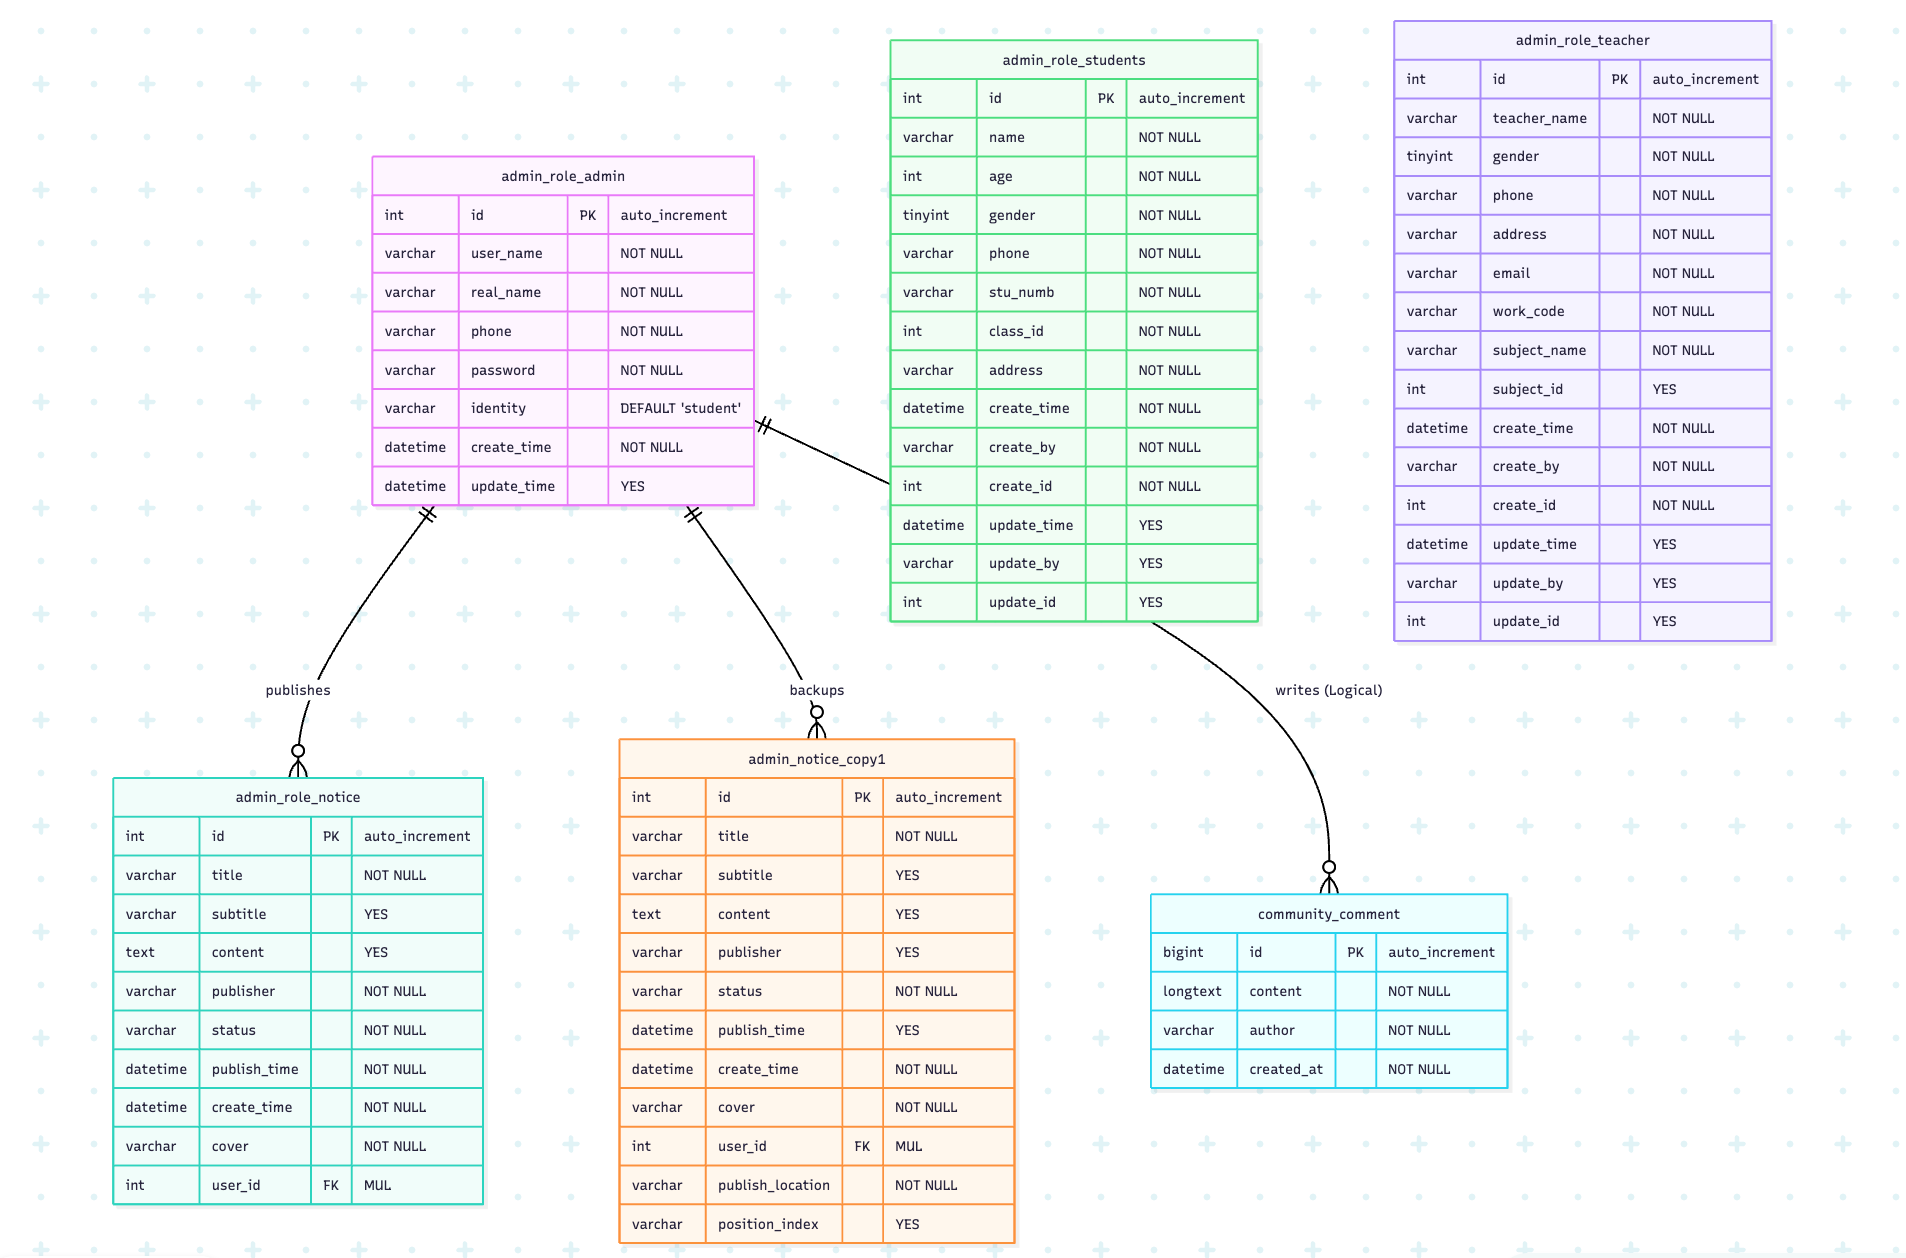 admin_role_admin
int id PK auto_increment
varchar user_name NOT NULL
varchar real_name NOT NULL
varchar phone NOT NULL
varchar password NOT NULL
varchar identity DEFAULT 'student'
datetime create_time NOT NULL
datetime update_time YES
admin_role_students
int id PK auto_increment
varchar name NOT NULL
int age NOT NULL
tinyint gender NOT NULL
varchar phone NOT NULL
varchar stu_numb NOT NULL
int class_id NOT NULL
varchar address NOT NULL
datetime create_time NOT NULL
varchar create_by NOT NULL
int create_id NOT NULL
datetime update_time YES
varchar update_by YES
int update_id YES
admin_role_teacher
int id PK auto_increment
varchar teacher_name NOT NULL
tinyint gender NOT NULL
varchar phone NOT NULL
varchar address NOT NULL
varchar email NOT NULL
varchar work_code NOT NULL
varchar subject_name NOT NULL
int subject_id YES
datetime create_time NOT NULL
varchar create_by NOT NULL
int create_id NOT NULL
datetime update_time YES
varchar update_by YES
int update_id YES
publishes
backups
writes (Logical)
admin_role_notice
int id PK auto_increment
varchar title NOT NULL
varchar subtitle YES
text content YES
varchar publisher NOT NULL
varchar status NOT NULL
datetime publish_time NOT NULL
datetime create_time NOT NULL
varchar cover NOT NULL
int user_id FK MUL
admin_notice_copy1
int id PK auto_increment
varchar title NOT NULL
varchar subtitle YES
text content YES
varchar publisher YES
varchar status NOT NULL
datetime publish_time YES
datetime create_time NOT NULL
varchar cover NOT NULL
int user_id FK MUL
varchar publish_location NOT NULL
varchar position_index YES
community_comment
bigint id PK auto_increment
longtext content NOT NULL
varchar author NOT NULL
datetime created_at NOT NULL